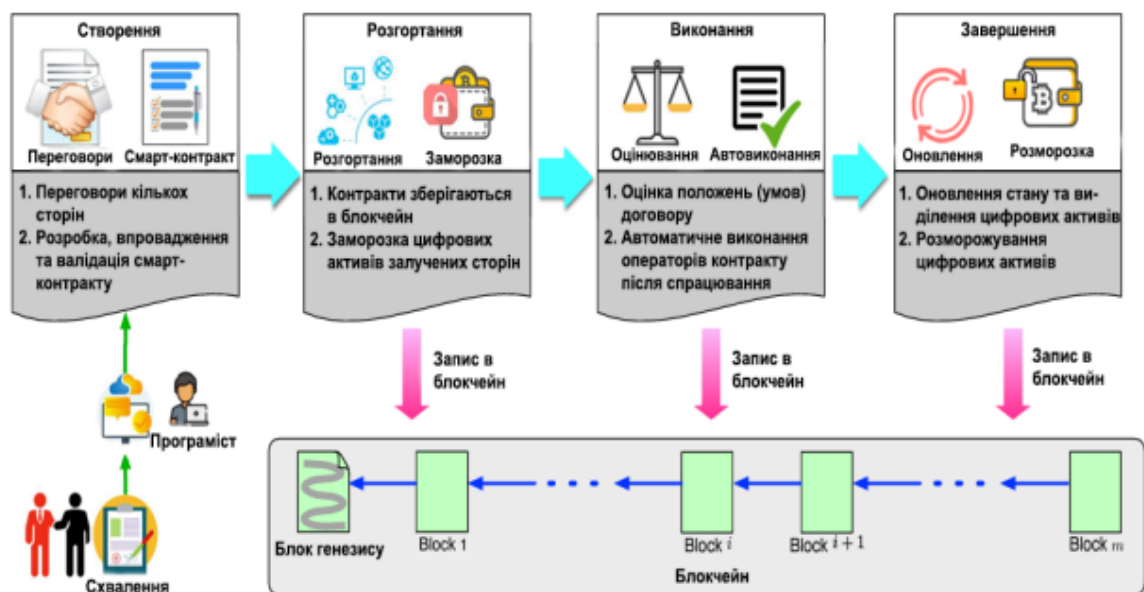 Створення
Переговори
Смарт-контракт
1. Переговори кількох
сторін
2. Розробка, впровадження
та валідація смарт-
контракту
Розгортання
Розгортання
Заморозка
1. Контракти зберігаються
в блокчейн
2. Заморозка цифрових
активів залучених сторін
Виконання
Оцінювання
Автовиконання
1. Оцінка положень (умов)
договору
2. Автоматичне виконання
операторів контракту
після спрацювання
Завершення
Оновлення
Розморозка
1. Оновлення стану та ви-
ділення цифрових активів
2. Розморожування
цифрових активів
Запис в
блокчейн
Запис в
блокчейн
Запис в
блокчейн
Програміст
Схвалення
Блок генезису
Block 1
Block i
Block i + 1
Block m
Блокчейн